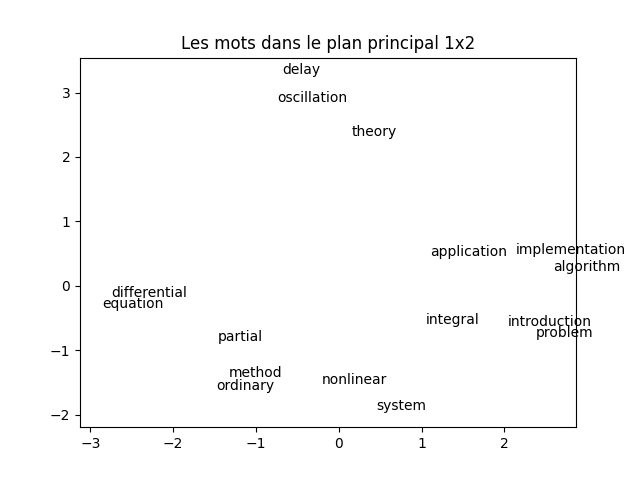 Les mots dans le plan principal 1x2
delay
3
oscillation
theory
2
1
application
implementation
algorithm
0
differential
equation
integral
introduction
problem
partial
−1
method
nonlinear
ordinary
system
−2
−3 −2 −1 0 1 2